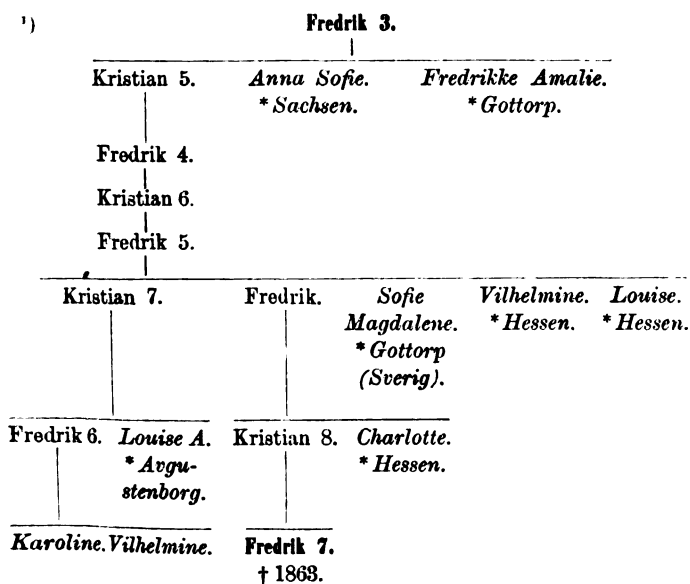 ¹) Fredrik 3.
Kristian 5. Anna Sofie. Fredrikke Amalie.
* Sachsen. * Gottorp.
Fredrik 4.
Kristian 6.
Fredrik 5.
Kristian 7. Fredrik. Sofie Vilhelmine. Louise.
Magdalene. * Hessen. * Hessen.
* Gottorp
(Sverig).
Fredrik 6. Louise A. Kristian 8. Charlotte.
* Avgu- * Hessen.
stenborg.
Karoline. Vilhelmine. Fredrik 7.
† 1863.